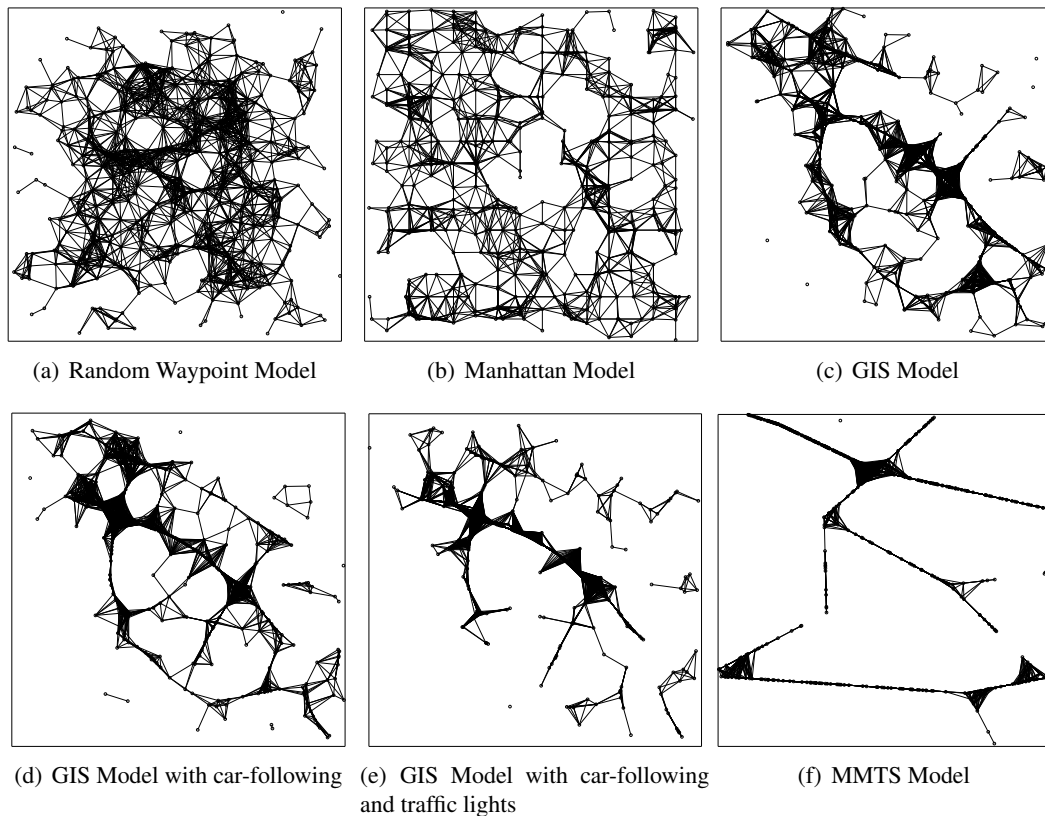 (a) Random Waypoint Model
(b) Manhattan Model
(c) GIS Model
(d) GIS Model with car-following
(e) GIS Model with car-following
and traffic lights
(f) MMTS Model